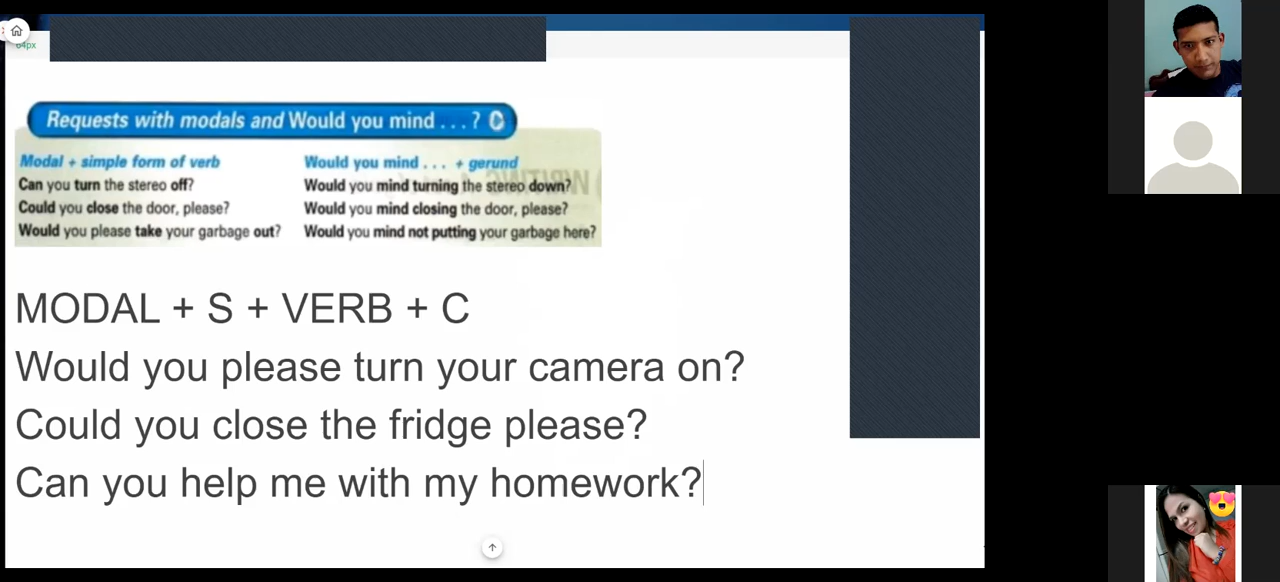 64px
Requests with modals and Would you mind . . . ?
Modal + simple form of verb
Can you turn the stereo off?
Could you close the door, please?
Would you please take your garbage out?
Would you mind . . . + gerund
Would you mind turning the stereo down?
Would you mind closing the door, please?
Would you mind not putting your garbage here?
MODAL + S + VERB + C
Would you please turn your camera on?
Could you close the fridge please?
Can you help me with my homework?